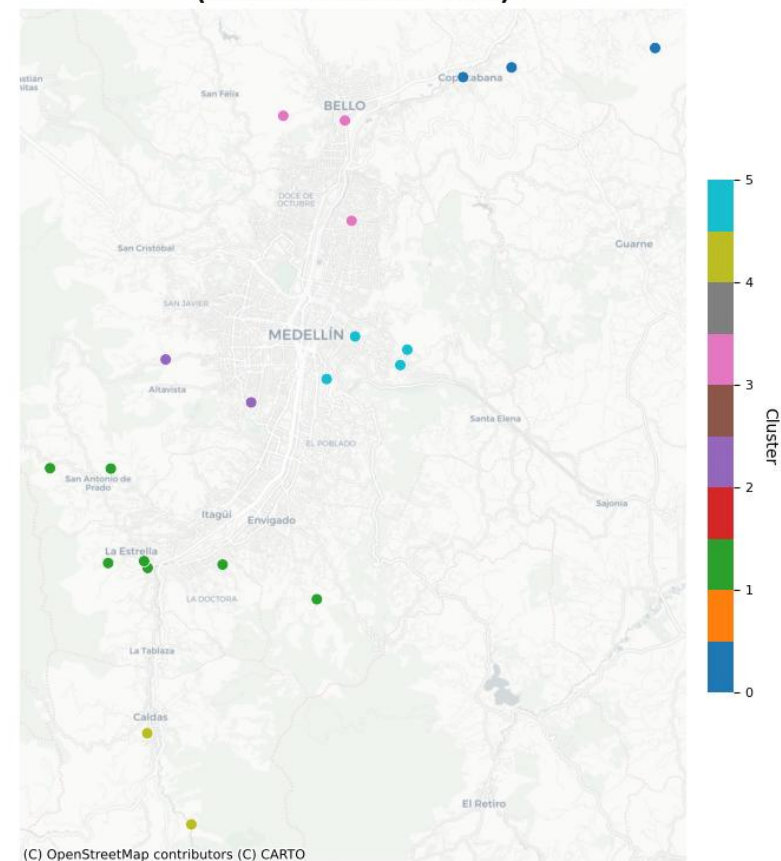 Copacabana
San Félix
BELLO
DOCE DE
OCTUBRE
San Cristóbal
Guarne
SAN JAVIER
MEDELLÍN
Altavista
Santa Elena
EL POBLADO
San Antonio de
Prado
Sajonia
Itagüí
Envigado
La Estrella
LA DOCTORA
La Tablaza
Caldas
El Retiro
(C) OpenStreetMap contributors (C) CARTO
5
4
3
2
1
0
Cluster